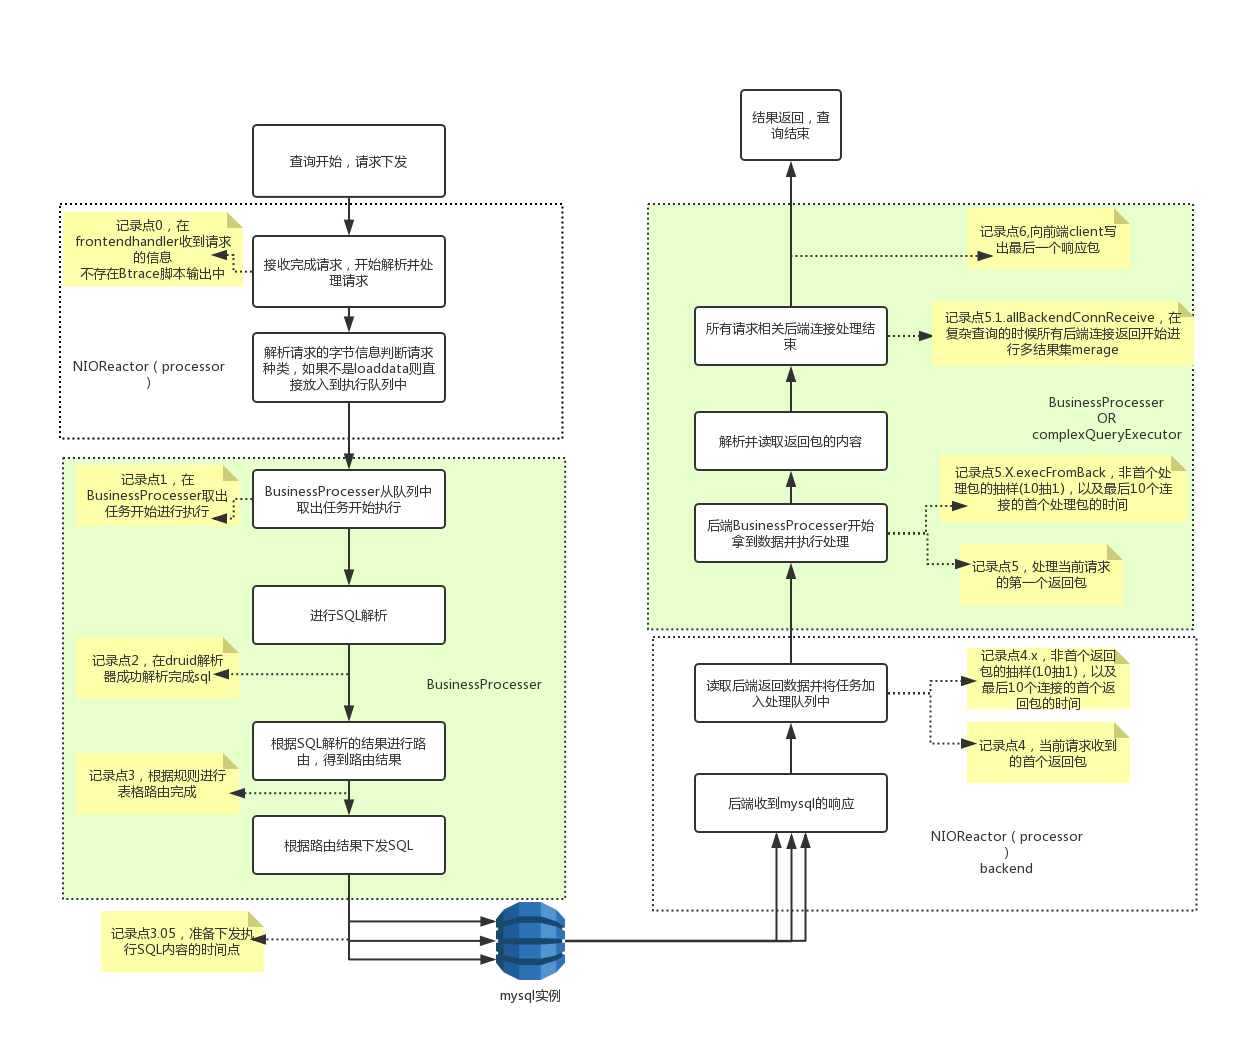 查询开始，请求下发
记录点0，在
frontendhandler收到请求
的信息
不存在Btrace脚本输出中
接收完成请求，开始解析并处
理请求
NIOReactor（processor
）
解析请求的字节信息判断请求
种类，如果不是loaddata则直
接放入到执行队列中
记录点1，在
BusinessProcesser取出
任务开始进行执行
BusinessProcesser从队列中
取出任务开始执行
进行SQL解析
记录点2，在druid解析
器成功解析完成sql
BusinessProcesser
根据SQL解析的结果进行路
由，得到路由结果
记录点3，根据规则进行
表格路由完成
根据路由结果下发SQL
记录点3.05，准备下发执
行SQL内容的时间点
mysql实例
结果返回，查
询结束
记录点6,向前端client写
出最后一个响应包
所有请求相关后端连接处理结
束
记录点5.1.allBackendConnReceive，在
复杂查询的时候所有后端连接返回开始进
行多结果集merage
BusinessProcesser
OR
complexQueryExecutor
解析并读取返回包的内容
记录点5.X.execFromBack，非首个处
理包的抽样(10抽1)，以及最后10个连
接的首个处理包的时间
后端BusinessProcesser开始
拿到数据并执行处理
记录点5，处理当前请求
的第一个返回包
记录点4.x，非首个返回
包的抽样(10抽1)，以及
最后10个连接的首个返
回包的时间
读取后端返回数据并将任务加
入处理队列中
记录点4，当前请求收到
的首个返回包
后端收到mysql的响应
NIOReactor（processor
）
backend